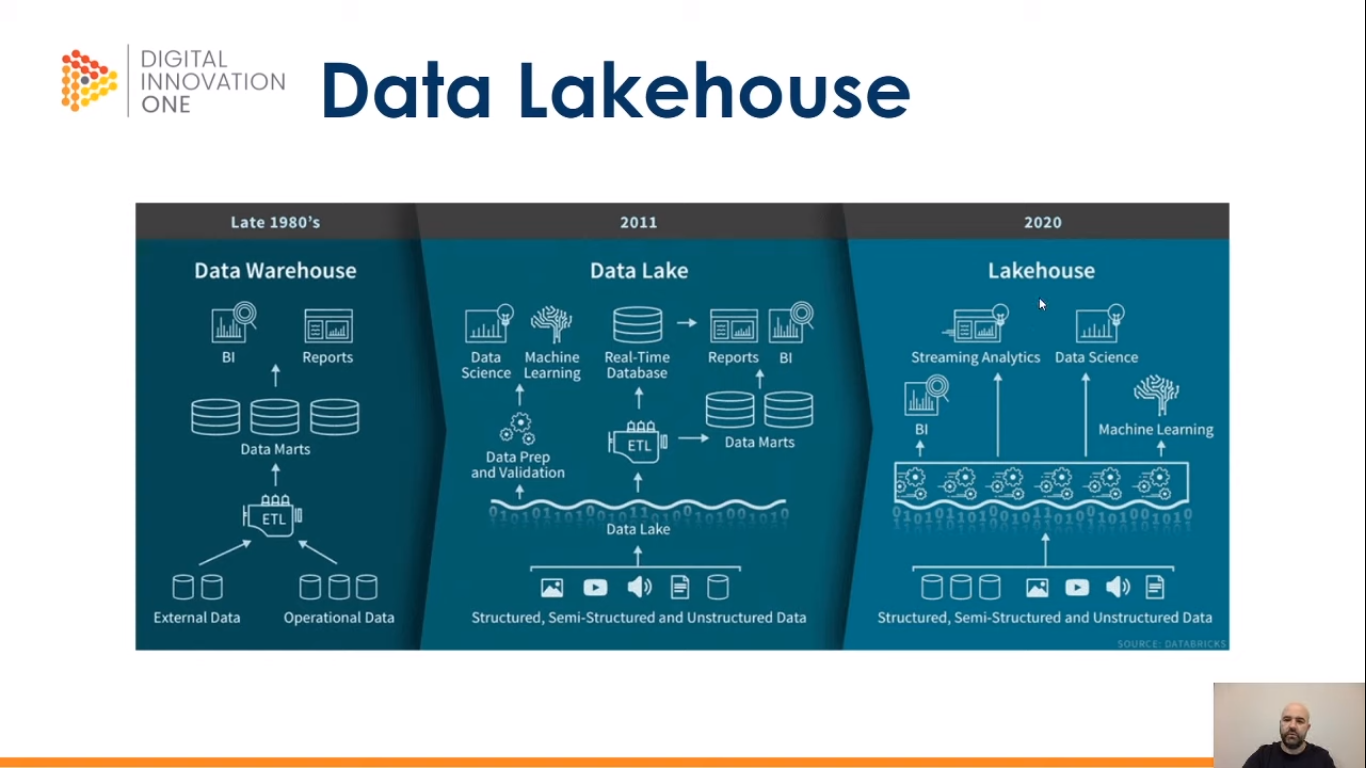 DIGITAL
INNOVATION
ONE
Data Lakehouse
Late 1980's
Data Warehouse
BI
Reports
Data Marts
ETL
External Data
Operational Data
2011
Data Lake
Data
Science
Machine
Learning
Real-Time
Database
Reports
BI
Data Prep
and Validation
ETL
Data Marts
Data Lake
Structured, Semi-Structured and Unstructured Data
2020
Lakehouse
Streaming Analytics
Data Science
BI
Machine Learning
Structured, Semi-Structured and Unstructured Data
SOURCE: DATABRICKS